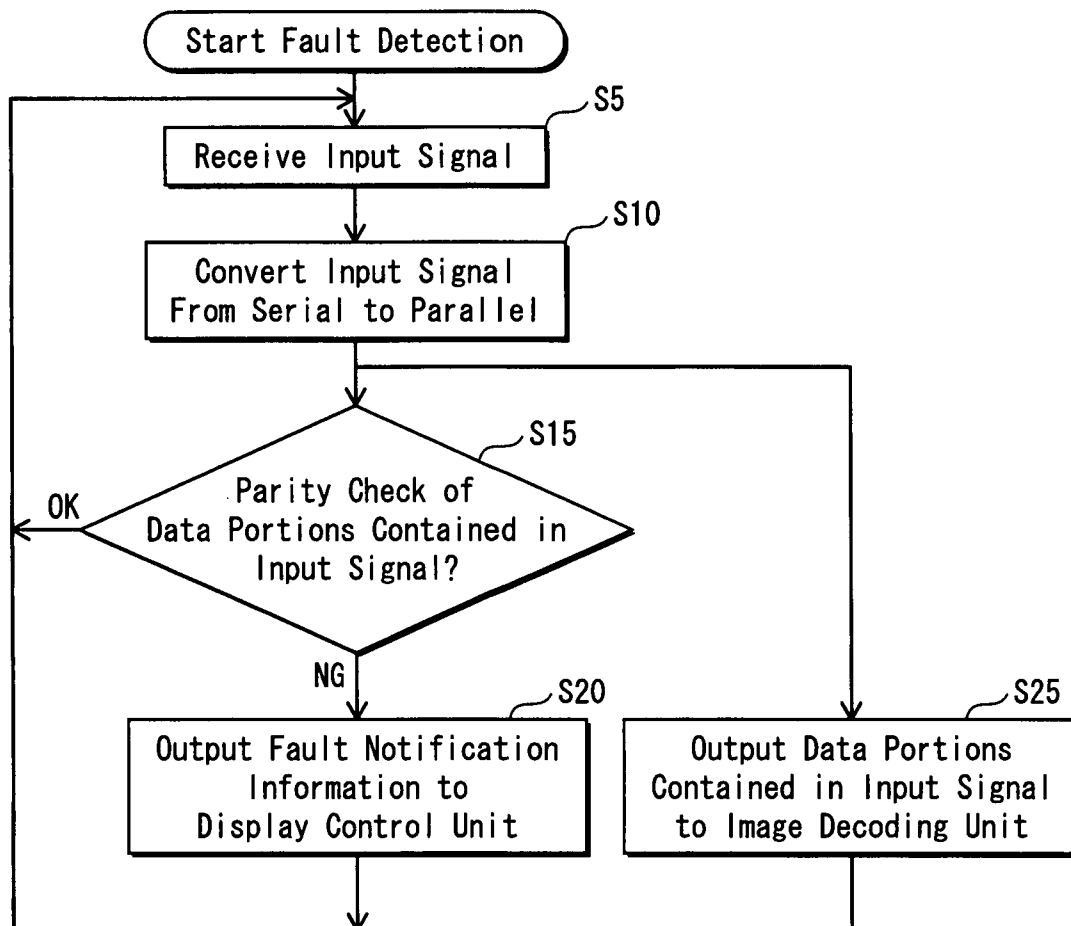 Start Fault Detection
S5
Receive Input Signal
S10
Convert Input Signal
From Serial to Parallel
S15
Parity Check of
Data Portions Contained in
Input Signal?
OK
NG
S20
Output Fault Notification
Information to
Display Control Unit
S25
Output Data Portions
Contained in Input Signal
to Image Decoding Unit